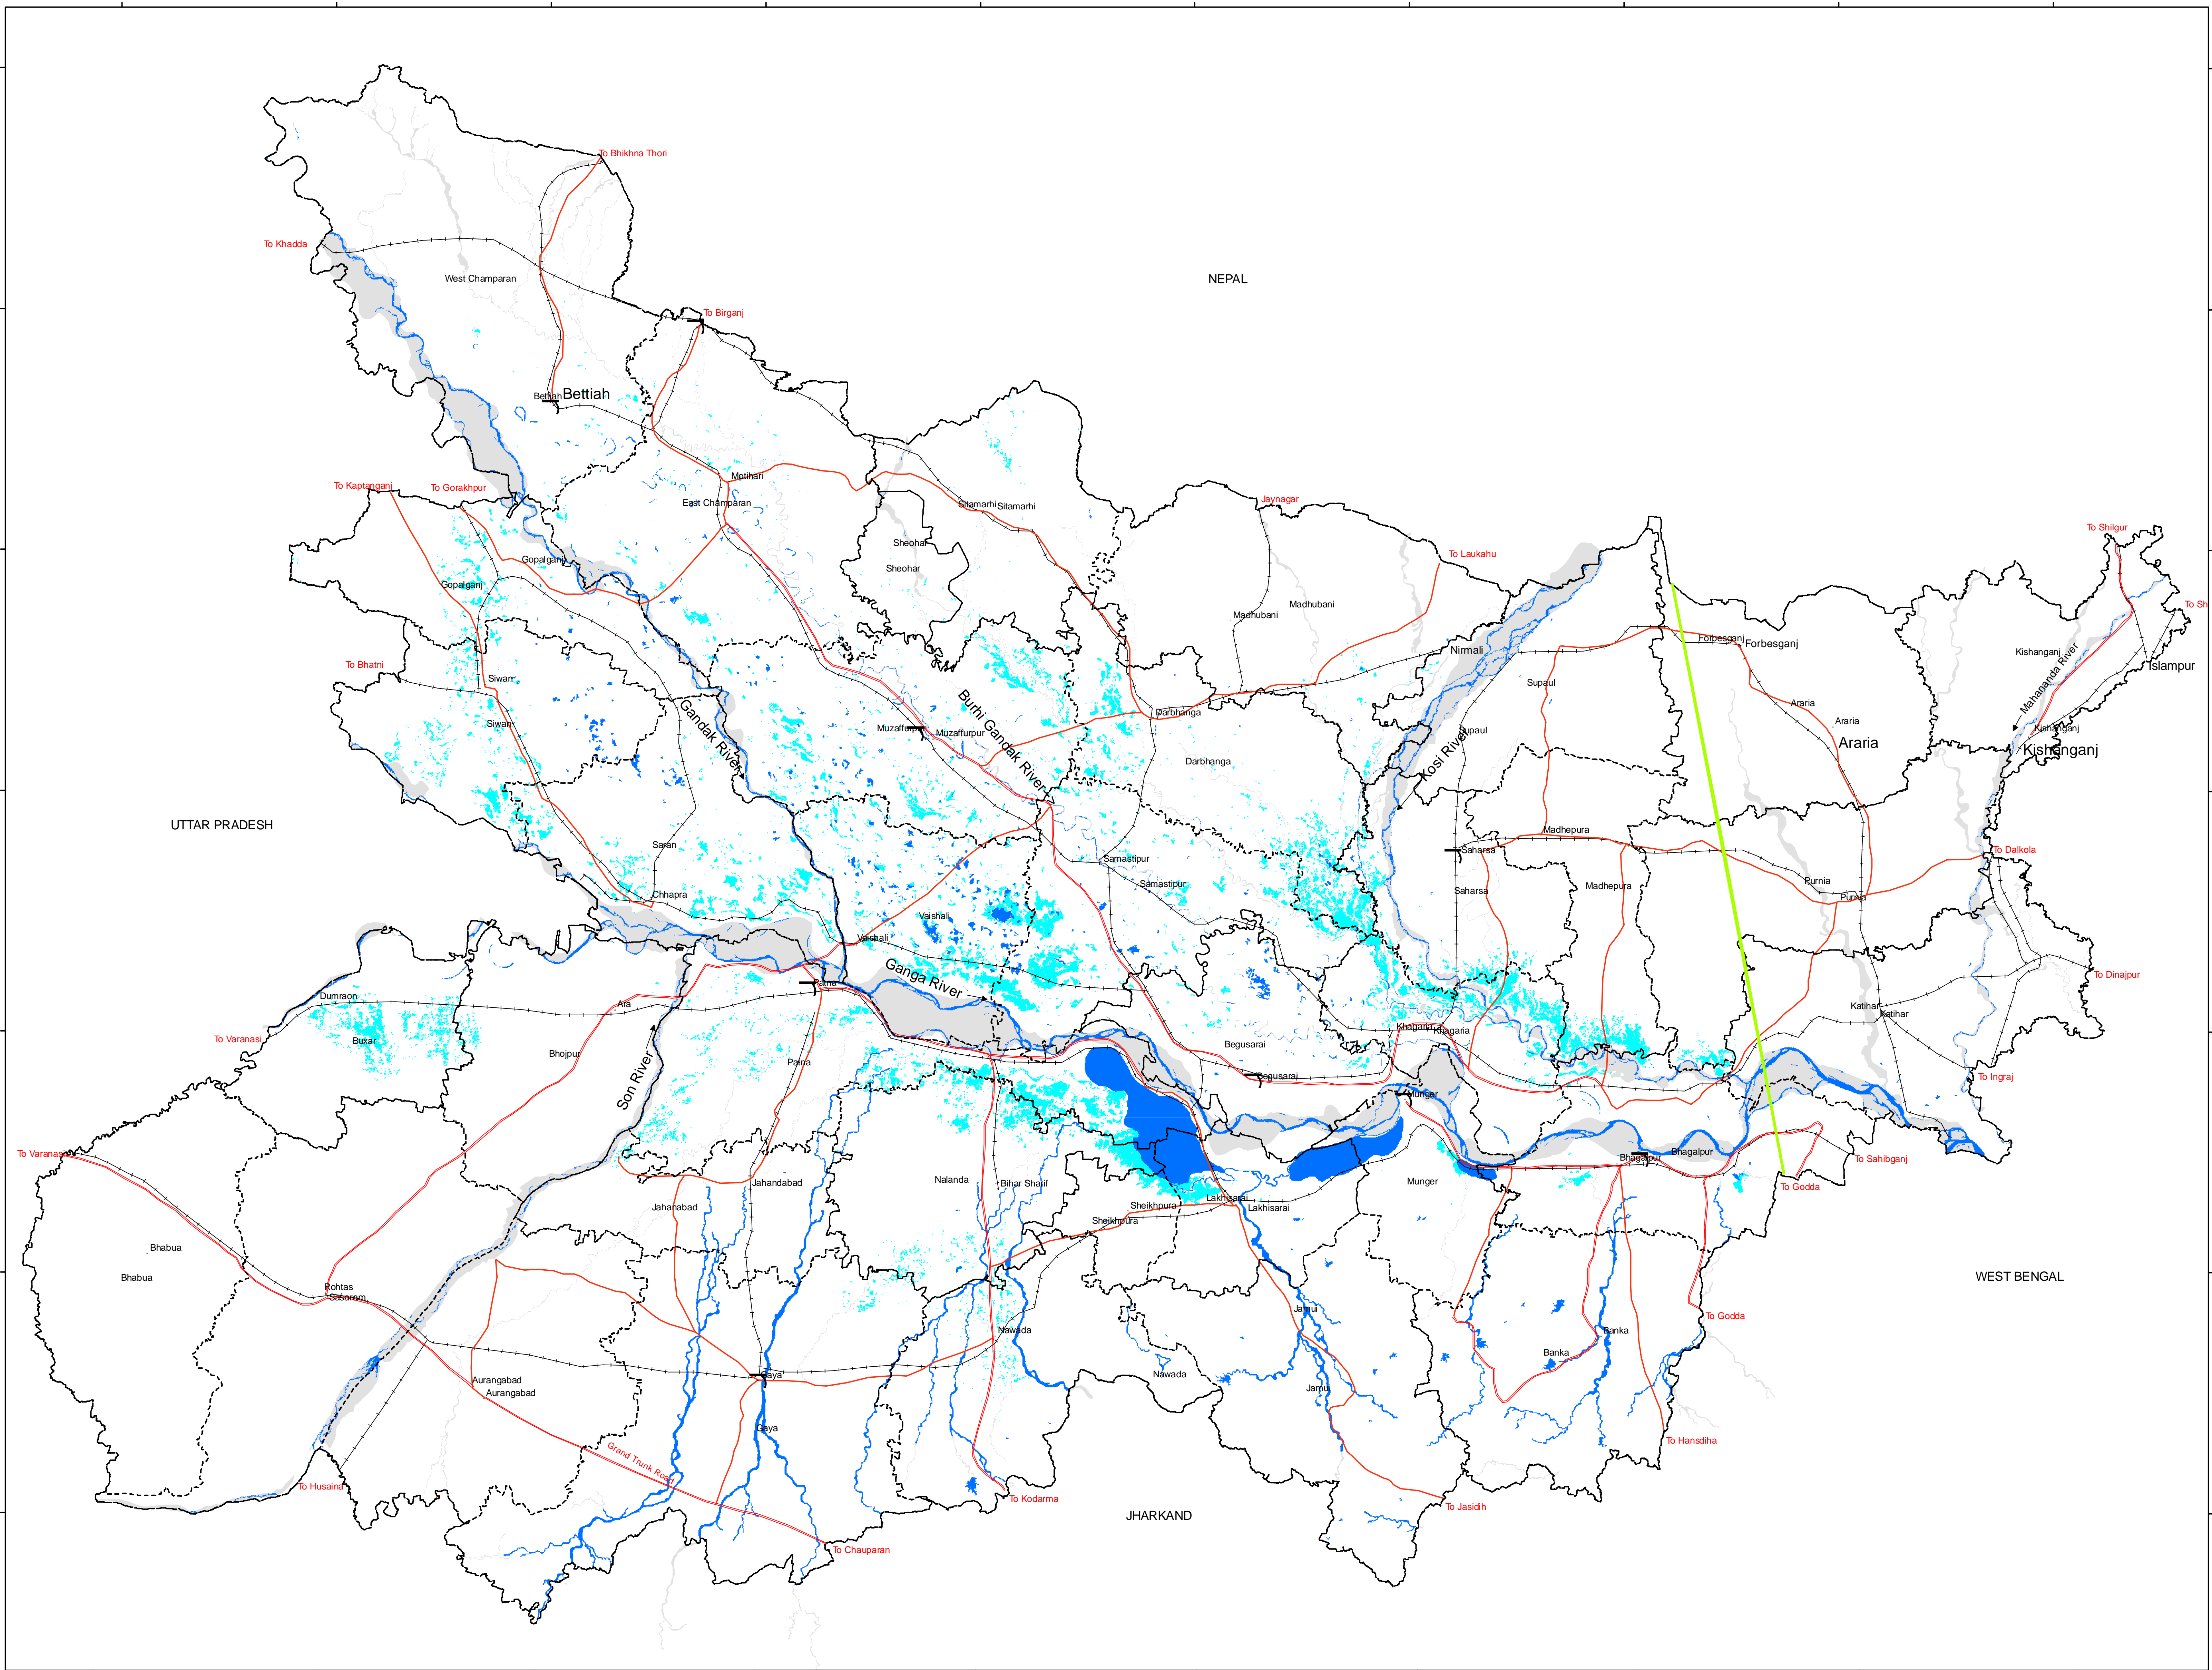 To Bhikhna Thori
To Khadda
West Champaran
NEPAL
To Birganj
Bettiah
Bettiah
Motihari
To Kaptanganj
To Gorakhpur
East Champaran
Sitamarhi
Sitamarhi
Jaynagar
To Shilgur
Sheohar
Sheohar
To Laukahu
Gopalganj
Gopalganj
Madhubani
Madhubani
To Sh
Forbesganj
Forbesganj
Nirmali
Kishanganj
Mahananda River
Islampur
To Bhatni
Siwan
Siwan
Supaul
Supaul
Gandak River
Burhi Gandak River
Araria
Araria
Araria
Darbhanga
Darbhanga
Muzaffurpur
Muzaffurpur
Kosi River
Kishanganj
Kishanganj
UTTAR PRADESH
Saran
Madhepura
Madhepura
Saharsa
Saharsa
To Dalkola
Samastipur
Samastipur
Purnia
Purnia
Chhapra
Vaishali
Vaishali
Ganga River
Patna
Patna
To Dinajpur
Dumraon
Ara
Katihar
Katihar
To Varanasi
Buxar
Bhojpur
Khagaria
Khagaria
Begusarai
Begusarai
Son River
To Ingraj
Munger
Munger
To Varanasi
Bhagalpur
Bhagalpur
To Sahibganj
To Godda
Jahandabad
Jahanabad
Nalanda
Bihar Sharif
Sheikhpura
Sheikhpura
Lakhisarai
Lakhisarai
Bhabua
Bhabua
WEST BENGAL
Rohtas
Sasaram
Jamui
Jamui
To Godda
Nawada
Nawada
Banka
Banka
Aurangabad
Aurangabad
Gaya
Gaya
Grand Trunk Road
To Hansdiha
To Husaina
To Kodarma
To Jasidih
JHARKAND
To Chauparan